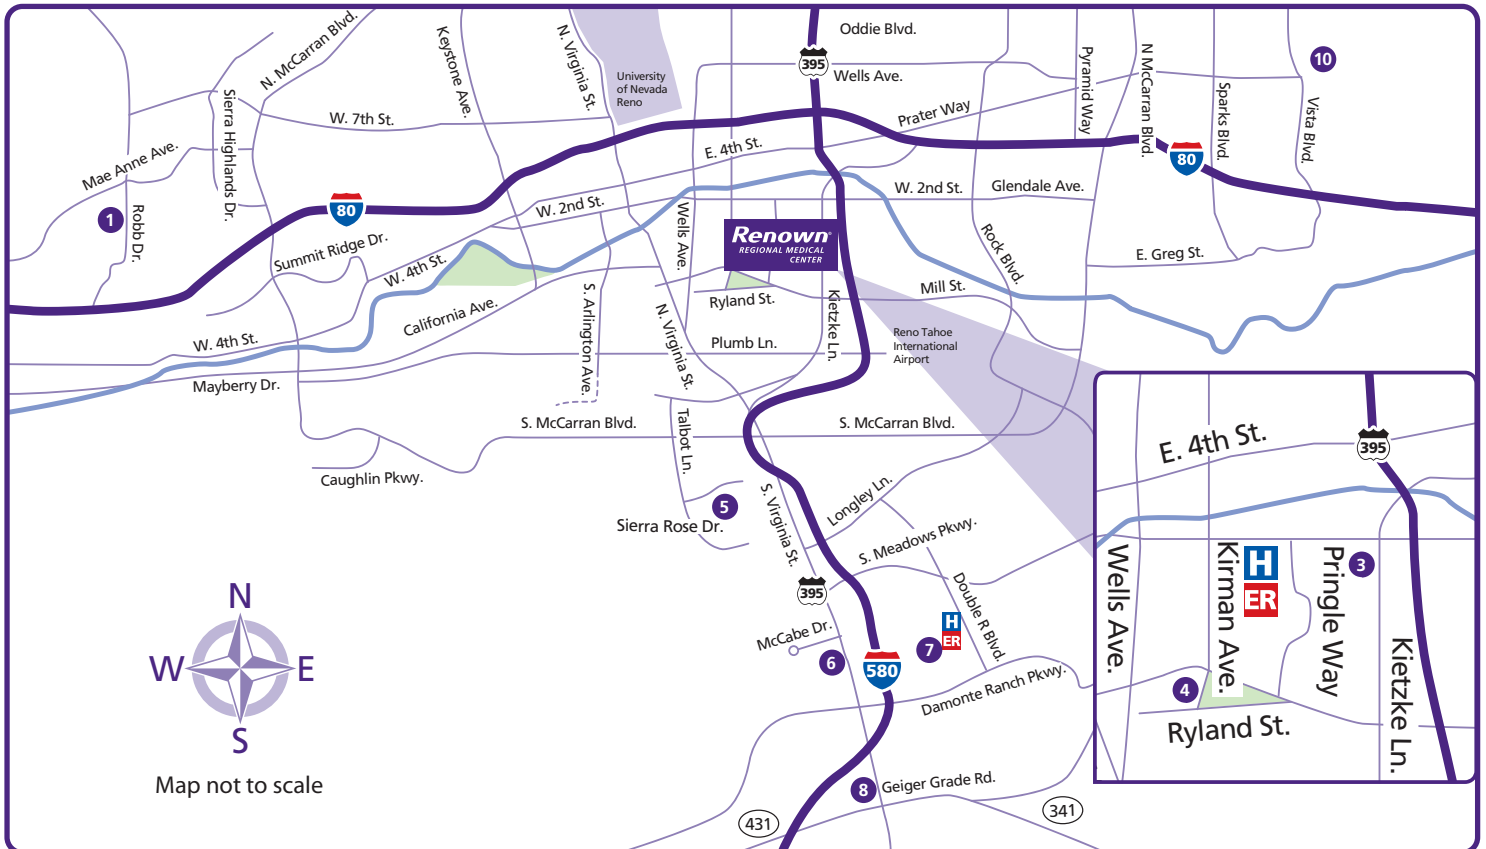 Oddie Blvd.
395
Wells Ave.
N. McCarran Blvd.
Keystone Ave.
N. Virginia St.
University
of Nevada
Reno
Pyramid Way
N McCarran Blvd.
Sparks Blvd.
Vista Blvd.
10
Sierra Highlands Dr.
W. 7th St.
Prater Way
E. 4th St.
80
Mae Anne Ave.
1
Robb Dr.
80
W. 2nd St.
W. 2nd St.
Glendale Ave.
Wells Ave.
Renown®
REGIONAL MEDICAL
CENTER
Rock Blvd.
E. Greg St.
Summit Ridge Dr.
W. 4th St.
Mill St.
Ryland St.
Kietzke Ln.
California Ave.
S. Arlington Ave.
N. Virginia St.
W. 4th St.
Plumb Ln.
Reno Tahoe
International
Airport
Mayberry Dr.
S. McCarran Blvd.
S. McCarran Blvd.
Talbot Ln.
Caughlin Pkwy.
5
Sierra Rose Dr.
S. Virginia St.
Longley Ln.
S. Meadows Pkwy.
395
Double R Blvd.
McCabe Dr.
6
7
H
ER
580
Damonte Ranch Pkwy.
8
Geiger Grade Rd.
431
341
N
W
E
S
Map not to scale
E. 4th St.
395
Wells Ave.
Kirman Ave.
H
ER
Pringle Way
3
Kietzke Ln.
4
Ryland St.